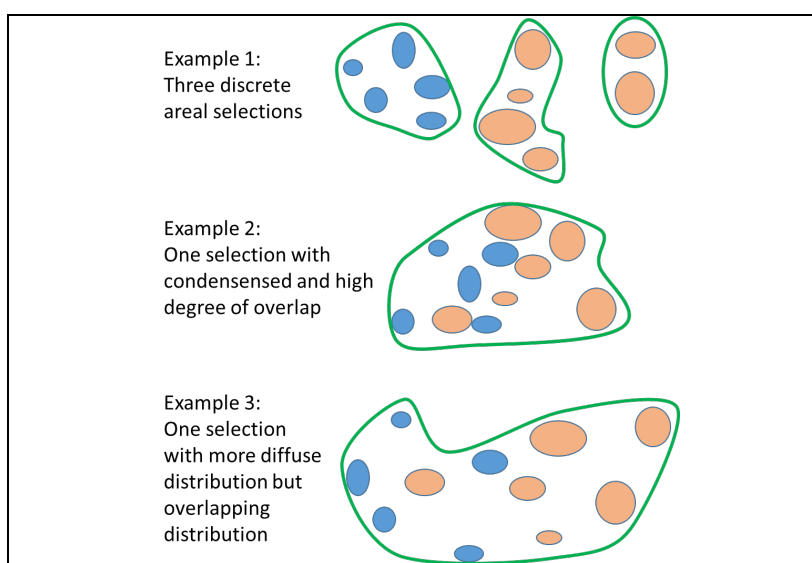 Example 1:
Three discrete
areal selections
Example 2:
One selection with
condensensed and high
degree of overlap
Example 3:
One selection
with more diffuse
distribution but
overlapping
distribution